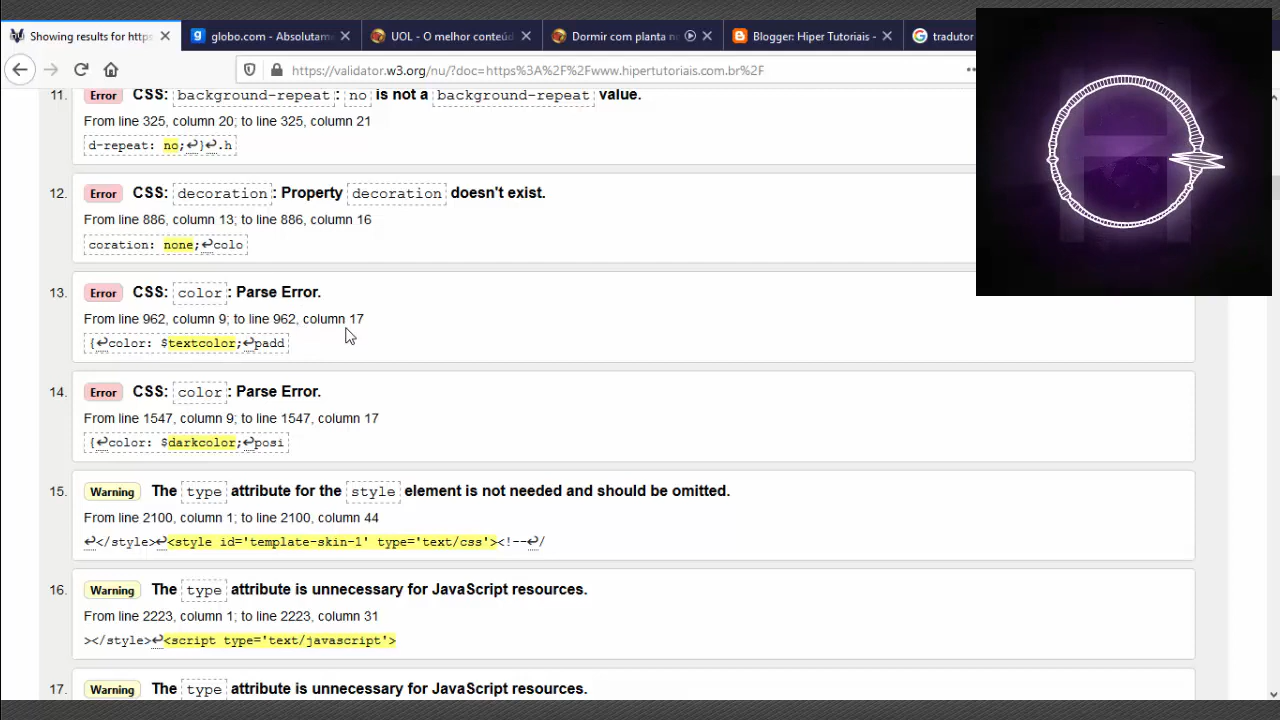 Showing results for https
globo.com - Absolutame
UOL - O melhor conteúd
Dormir com planta n
Blogger: Hiper Tutoriais -
tradutor
https://validator.w3.org/nu/?doc=https%3A%2F%2Fwww.hipertutoriais.com.br%2F
11. Error CSS: background-repeat: no is not a background-repeat value.
From line 325, column 20; to line 325, column 21
d-repeat: no;↩}↩.h
12. Error CSS: decoration: Property decoration doesn't exist.
From line 886, column 13; to line 886, column 16
coration: none;↩colo
13. Error CSS: color: Parse Error.
From line 962, column 9; to line 962, column 17
{↩color: $textcolor;↩padd
14. Error CSS: color: Parse Error.
From line 1547, column 9; to line 1547, column 17
{↩color: $darkcolor;↩posi
15. Warning The type attribute for the style element is not needed and should be omitted.
From line 2100, column 1; to line 2100, column 44
↩</style>↩<style id='template-skin-1' type='text/css'><!--↩/
16. Warning The type attribute is unnecessary for JavaScript resources.
From line 2223, column 1; to line 2223, column 31
></style>↩<script type='text/javascript'>
17. Warning The type attribute is unnecessary for JavaScript resources.